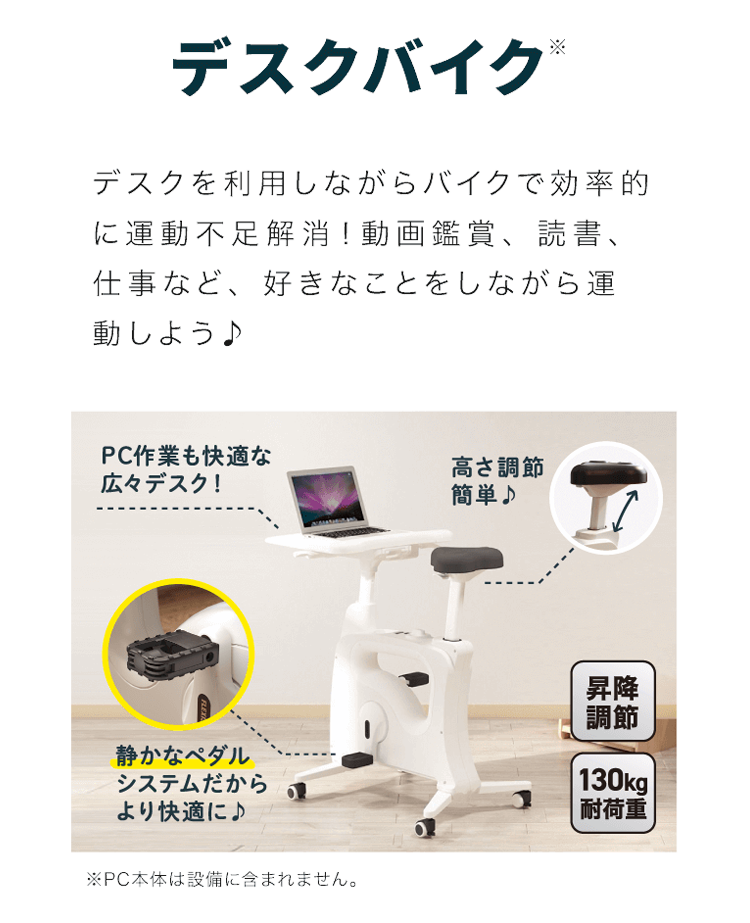 デスクバイク※
デスクを利用しながらバイクで効率的
に運動不足解消！動画鑑賞、読書、
仕事など、好きなことをしながら運
動しよう♪
PC作業も快適な
広々デスク！
高さ調節
簡単♪
静かなペダル
システムだから
より快適に♪
昇降
調節
130kg
耐荷重
※PC本体は設備に含まれません。